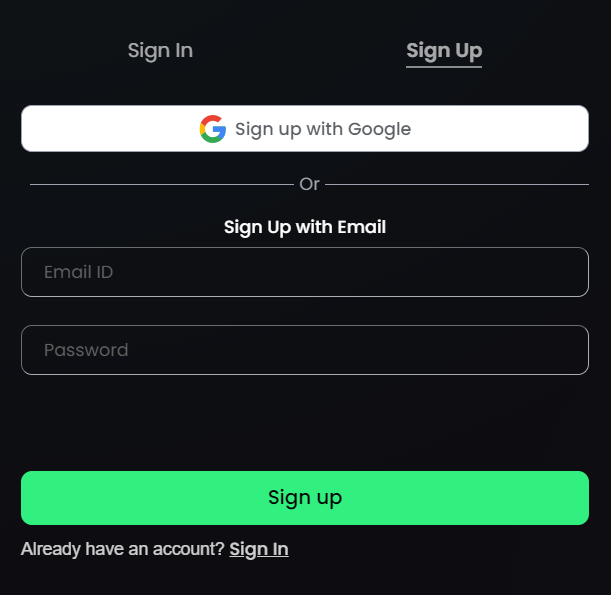 Sign In Sign Up
Sign up with Google
Or
Sign Up with Email
Email ID
Password
Sign up
Already have an account? Sign In